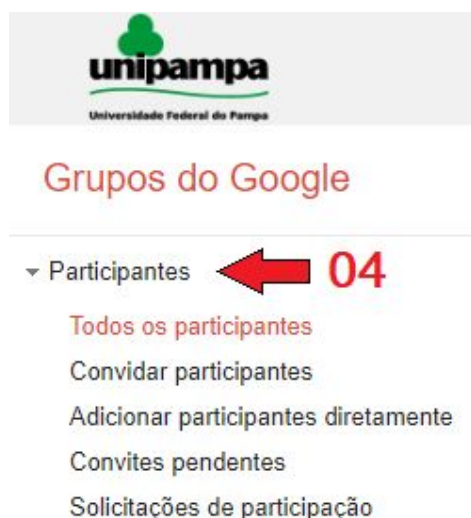 unipampa
Universidade Federal do Pampa
Grupos do Google
Participantes 04
Todos os participantes
Convidar participantes
Adicionar participantes diretamente
Convites pendentes
Solicitações de participação